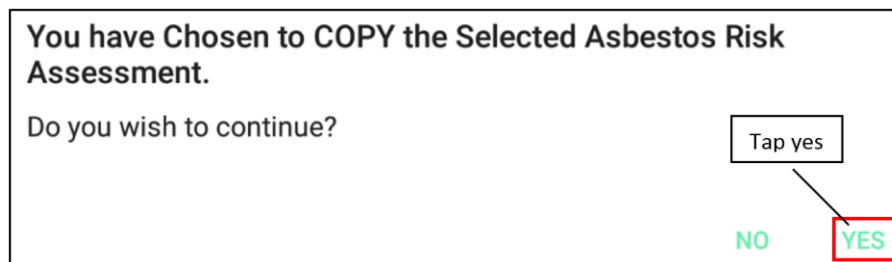 You have Chosen to COPY the Selected Asbestos Risk
Assessment.
Do you wish to continue?
Tap yes
NO
YES